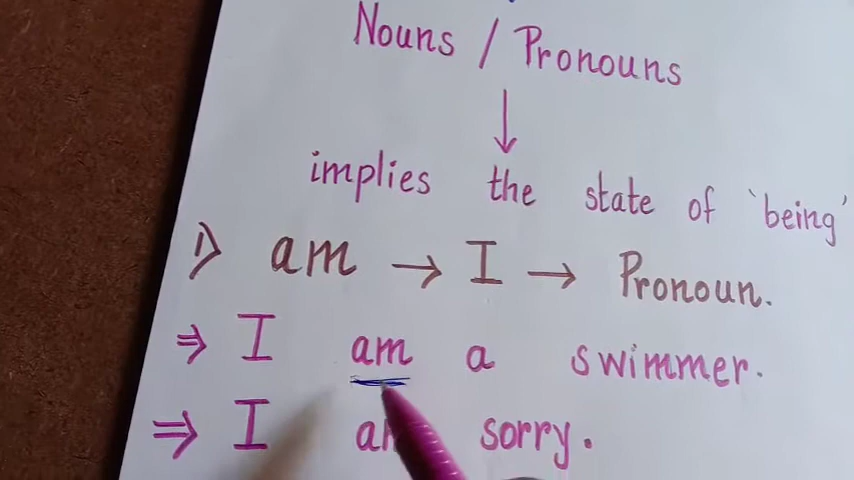 Nouns / Pronouns
↓
implies the state of 'being'
1) am → I → Pronoun.
⇒ I am a swimmer.
⇒ I sorry.